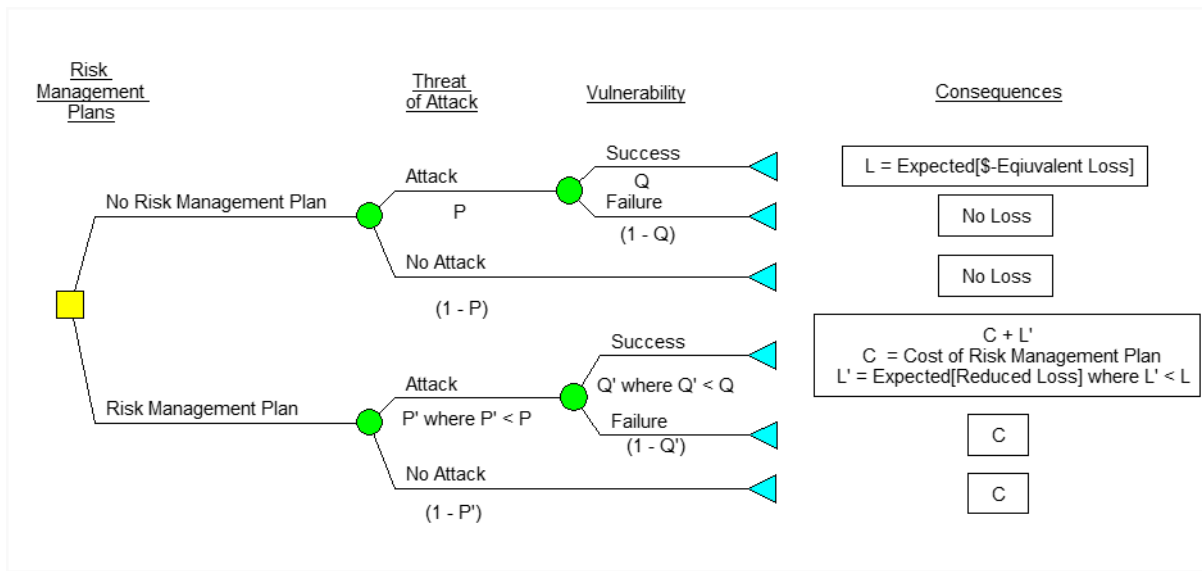 Risk
Management
Plans
Threat
of Attack
Vulnerability
Consequences
Success
Q
L = Expected[$-Eqiuvalent Loss]
Attack
P
No Risk Management Plan
Failure
(1 - Q)
No Loss
No Attack
(1 - P)
No Loss
Success
Q' where Q' < Q
C + L'
C = Cost of Risk Management Plan
L' = Expected[Reduced Loss] where L' < L
Attack
P' where P' < P
Risk Management Plan
Failure
(1 - Q')
C
No Attack
(1 - P')
C